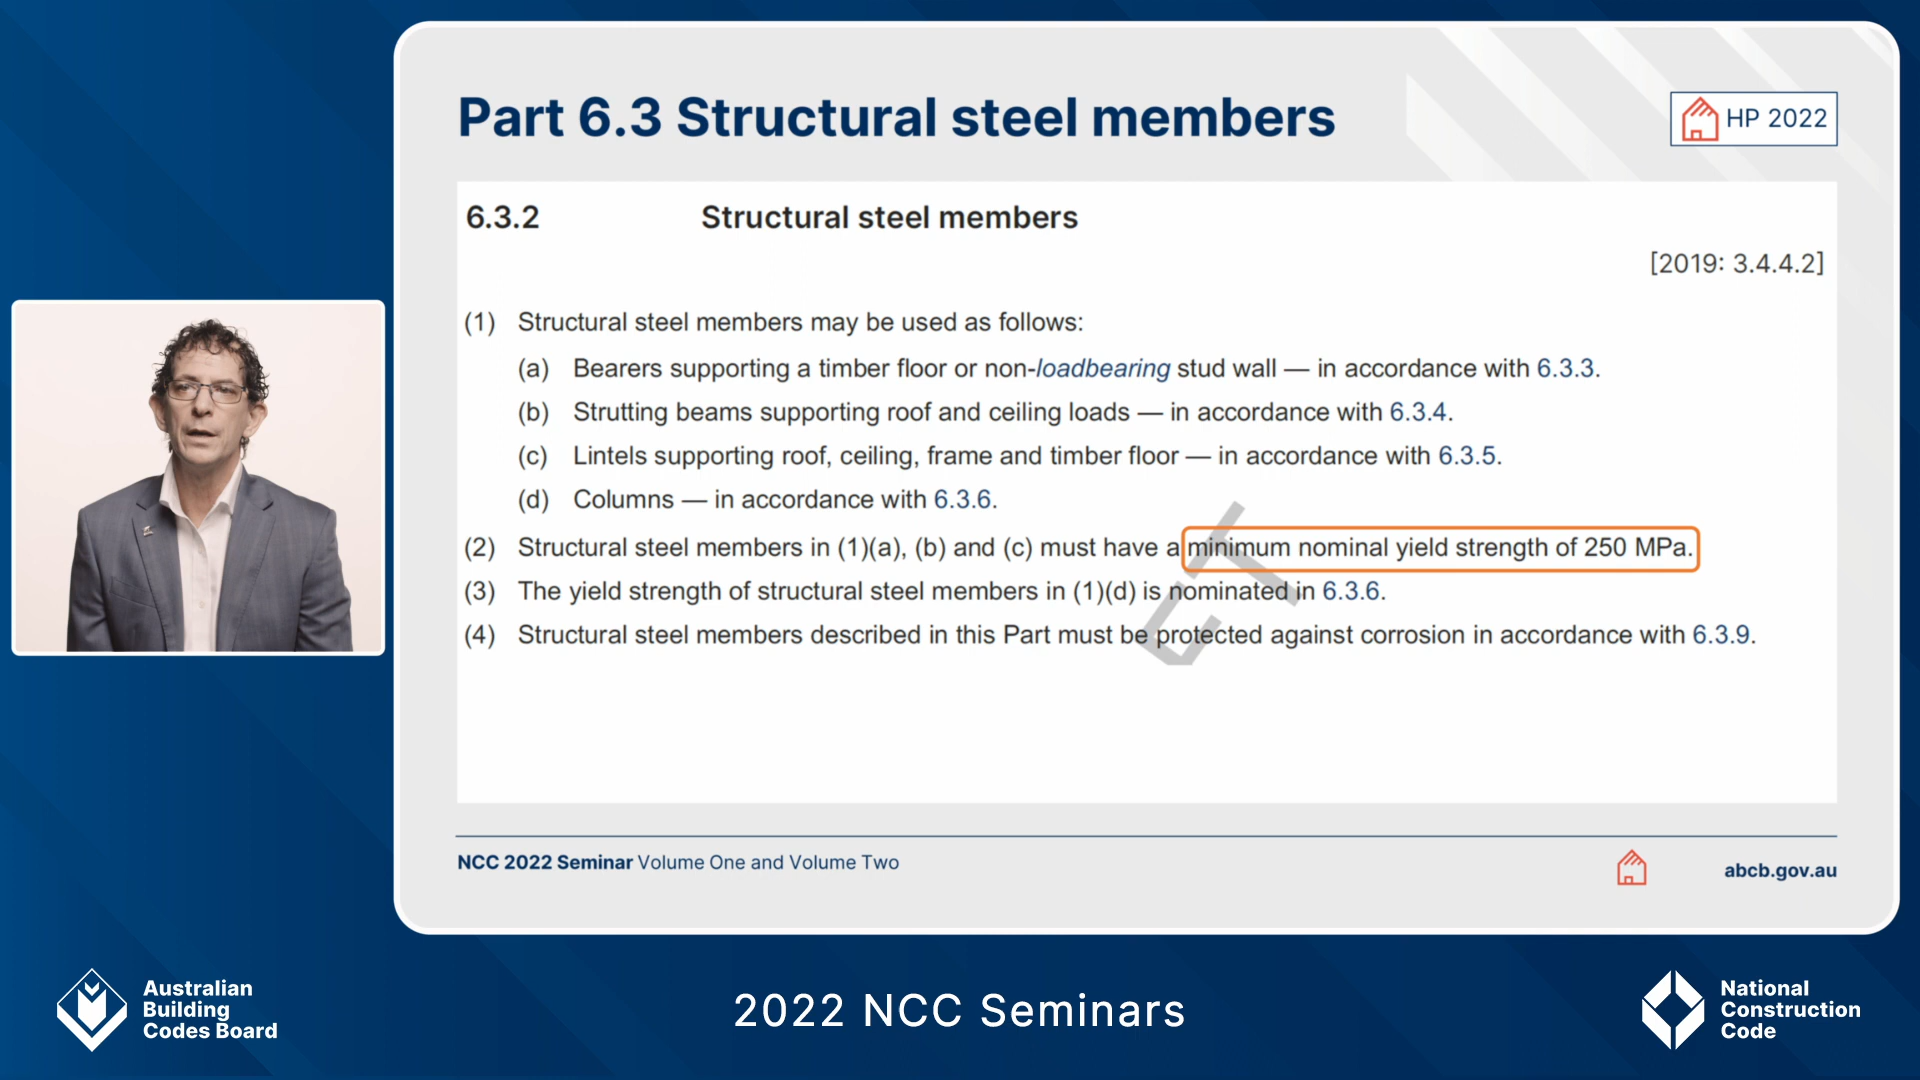 Part 6.3 Structural steel members
HP 2022
6.3.2 Structural steel members
[2019: 3.4.4.2]
(1) Structural steel members may be used as follows:
(a) Bearers supporting a timber floor or non-loadbearing stud wall — in accordance with 6.3.3.
(b) Strutting beams supporting roof and ceiling loads — in accordance with 6.3.4.
(c) Lintels supporting roof, ceiling, frame and timber floor — in accordance with 6.3.5.
(d) Columns — in accordance with 6.3.6.
(2) Structural steel members in (1)(a), (b) and (c) must have a minimum nominal yield strength of 250 MPa.
(3) The yield strength of structural steel members in (1)(d) is nominated in 6.3.6.
(4) Structural steel members described in this Part must be protected against corrosion in accordance with 6.3.9.
NCC 2022 Seminar Volume One and Volume Two
abcb.gov.au
Australian
Building
Codes Board
2022 NCC Seminars
National
Construction
Code